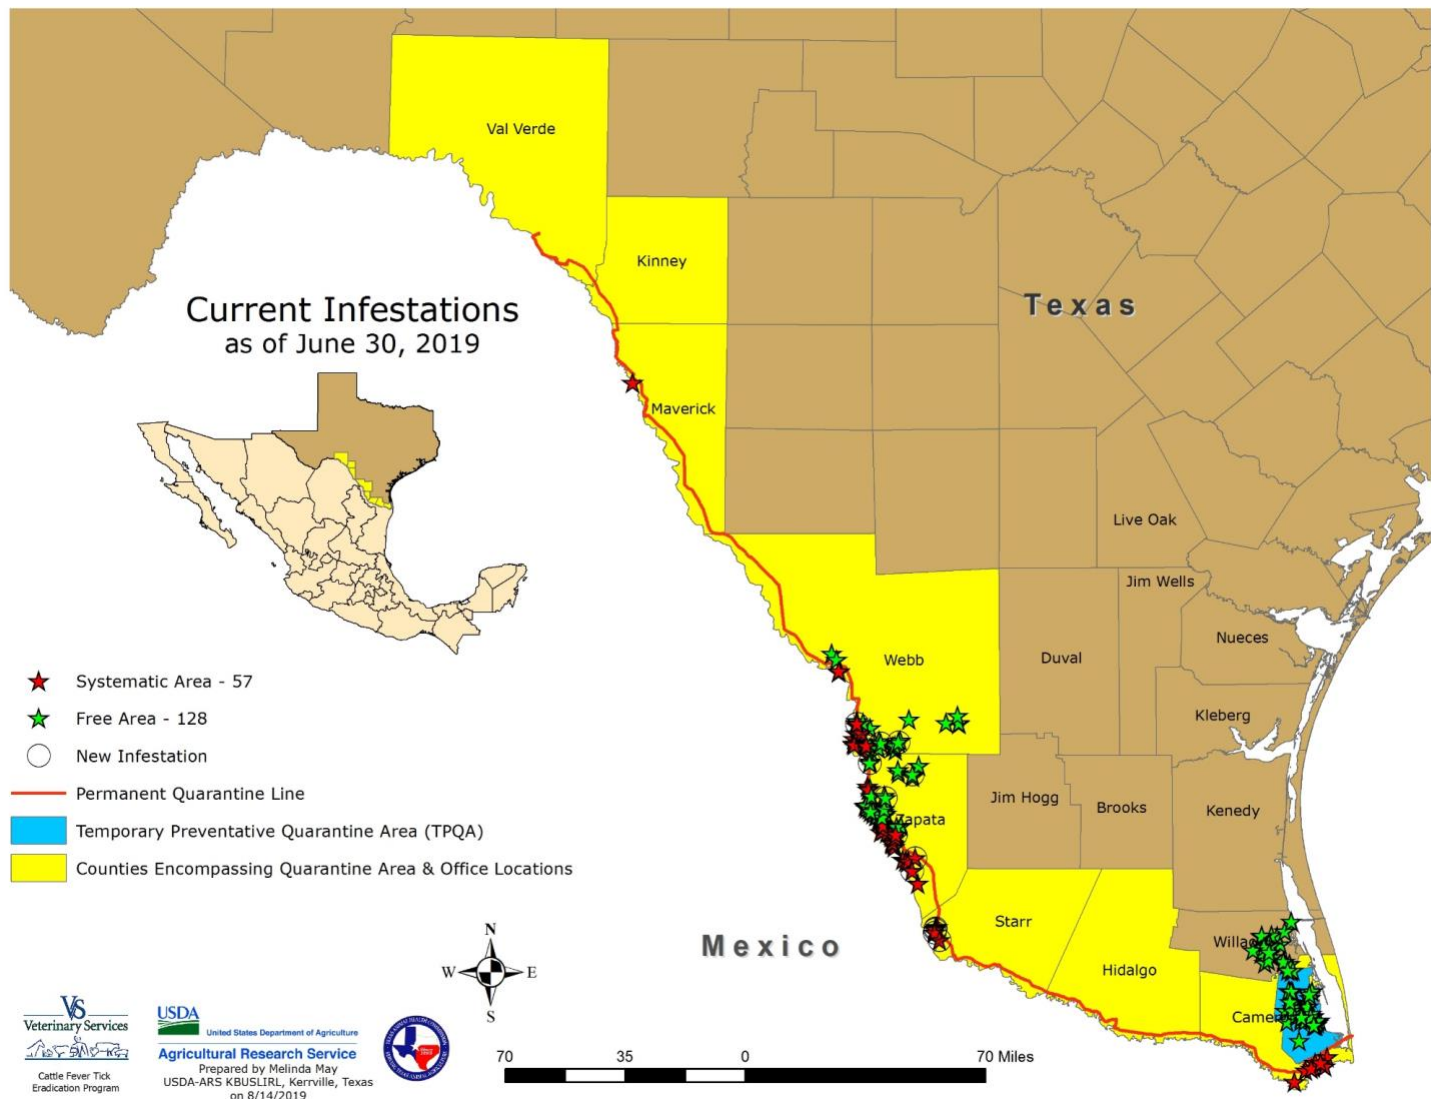 Val Verde
Kinney
Texas
Current Infestations
as of June 30, 2019
Maverick
Live Oak
Jim Wells
Nueces
Webb
Duval
Kleberg
Systematic Area - 57
Free Area - 128
New Infestation
Permanent Quarantine Line
Temporary Preventative Quarantine Area (TPQA)
Counties Encompassing Quarantine Area & Office Locations
Jim Hogg
Brooks
Kenedy
Zapata
Starr
Mexico
Hidalgo
N
W
E
S
VS
Veterinary Services
Cattle Fever Tick
Eradication Program
USDA
United States Department of Agriculture
Agricultural Research Service
Prepared by Melinda May
USDA-ARS KBUSLIRL, Kerrville, Texas
on 8/14/2019
70 35 0 70 Miles